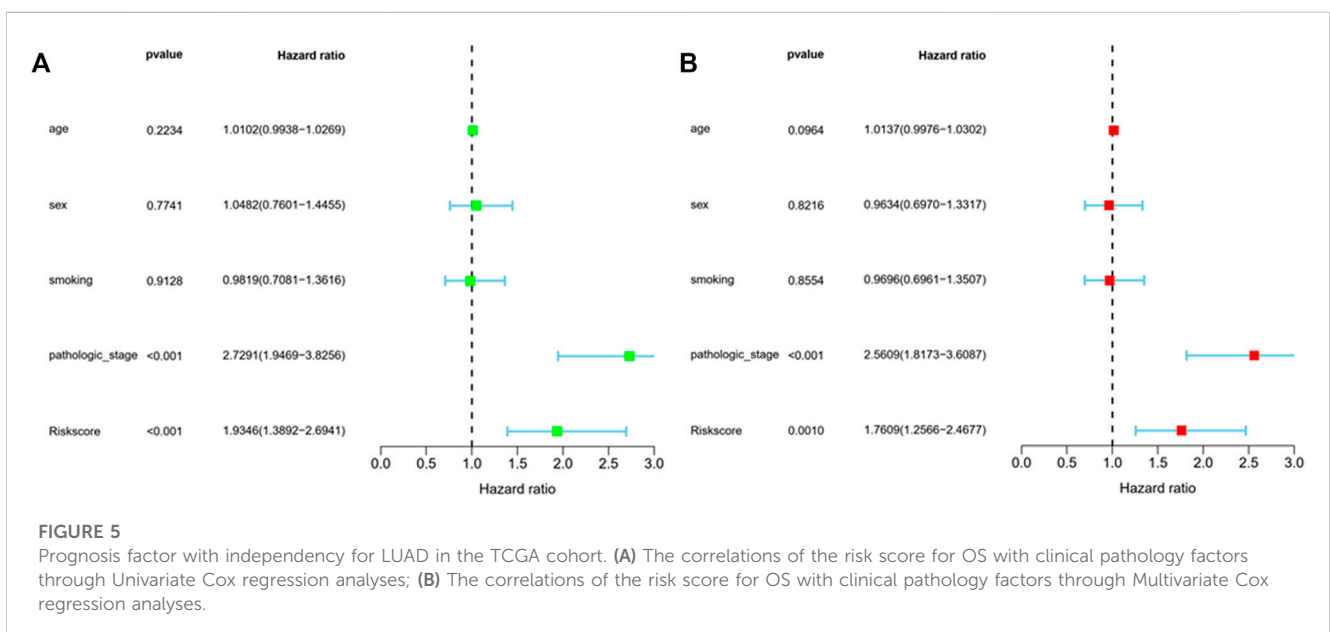 A
pvalue Hazard ratio
age 0.2234 1.0102(0.9938−1.0269)
sex 0.7741 1.0482(0.7601−1.4455)
smoking 0.9128 0.9819(0.7081−1.3616)
pathologic_stage <0.001 2.7291(1.9469−3.8256)
Riskscore <0.001 1.9346(1.3892−2.6941)
0.0 0.5 1.0 1.5 2.0 2.5 3.0
Hazard ratio
B
pvalue Hazard ratio
age 0.0964 1.0137(0.9976−1.0302)
sex 0.8216 0.9634(0.6970−1.3317)
smoking 0.8554 0.9696(0.6961−1.3507)
pathologic_stage <0.001 2.5609(1.8173−3.6087)
Riskscore 0.0010 1.7609(1.2566−2.4677)
0.0 0.5 1.0 1.5 2.0 2.5 3.0
Hazard ratio
FIGURE 5
Prognosis factor with independency for LUAD in the TCGA cohort. (A) The correlations of the risk score for OS with clinical pathology factors
through Univariate Cox regression analyses; (B) The correlations of the risk score for OS with clinical pathology factors through Multivariate Cox
regression analyses.